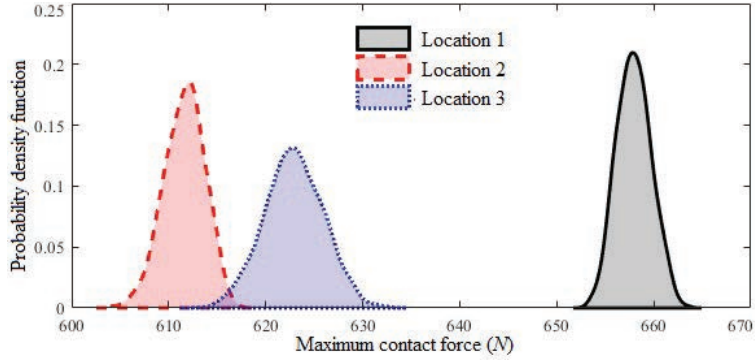 0.25
0.2
0.15
0.1
0.05
0
Probability density function
Location 1
Location 2
Location 3
600 610 620 630 640 650 660 670
Maximum contact force (N)